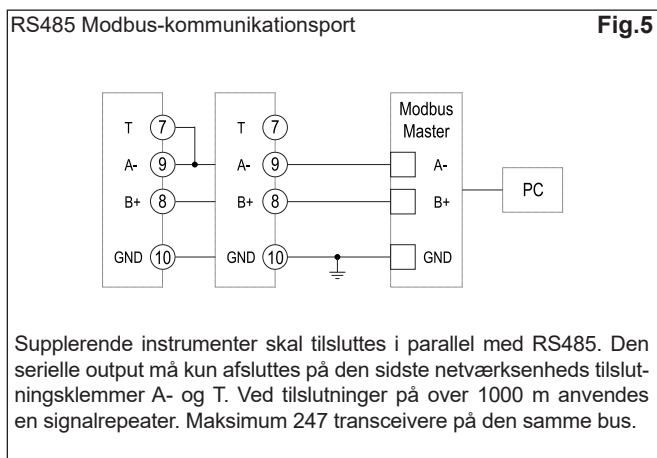 RS485 Modbus-kommunikationsport Fig.5
Modbus
Master
T 7 T 7
A- 9 A- 9 A-
B+ 8 B+ 8 B+
PC
GND 10 GND 10 GND
Supplerende instrumenter skal tilsluttes i parallel med RS485. Den
serielle output må kun afsluttes på den sidste netværksenheds tilslut-
ningsklemmer A- og T. Ved tilslutninger på over 1000 m anvendes
en signalrepeater. Maksimum 247 transceivere på den samme bus.